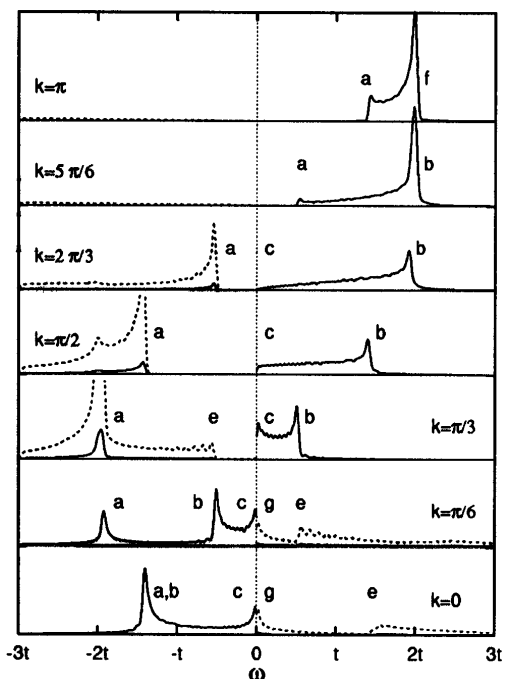 k=π
a
f
k=5 π/6
a
b
k=2 π/3
a
c
b
k=π/2
a
c
b
a
e
c
b
k=π/3
a
b
c
g
e
k=π/6
a,b
c
g
e
k=0
-3t
-2t
-t
0
t
2t
3t
ω